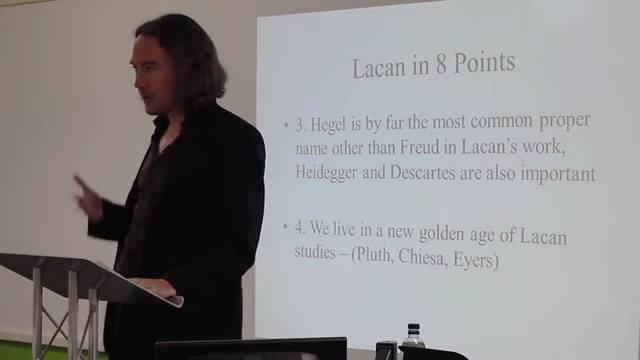 Lacan in 8 Points
• 3. Hegel is by far the most common proper
name other than Freud in Lacan's work,
Heidegger and Descartes are also important
• 4. We live in a new golden age of Lacan
studies – (Pluth, Chiesa, Eyers)